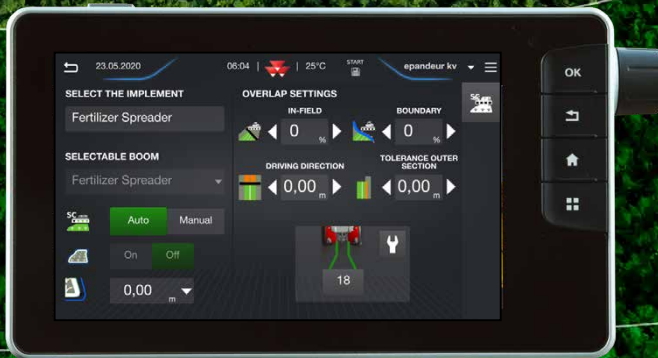 23.05.2020
06:04 | | 25°C
START
epandeur kv
SELECT THE IMPLEMENT
Fertilizer Spreader
SELECTABLE BOOM
Fertilizer Spreader
SC
Auto Manual
On Off
0,00 m
OVERLAP SETTINGS
IN-FIELD
0 %
BOUNDARY
0 %
DRIVING DIRECTION
0,00 m
TOLERANCE OUTER
SECTION
0,00 m
18
SC
OK